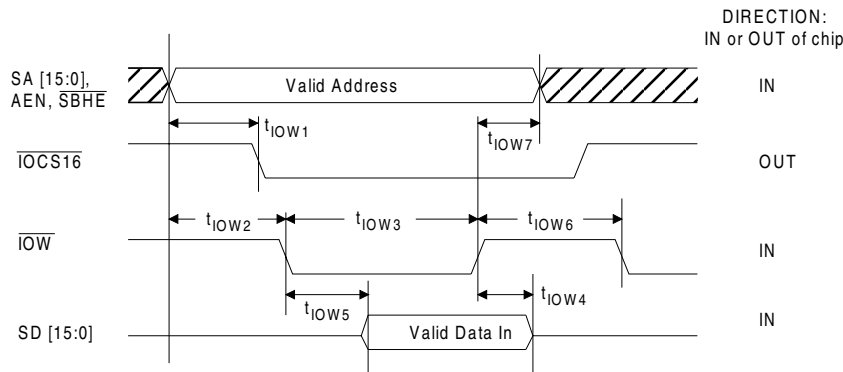 DIRECTION:
IN or OUT of chip
SA [15:0],
AEN, SBHE
Valid Address
IN
tIOW1
tIOW7
IOCS16
OUT
tIOW2
tIOW3
tIOW6
IOW
IN
tIOW5
tIOW4
SD [15:0]
Valid Data In
IN